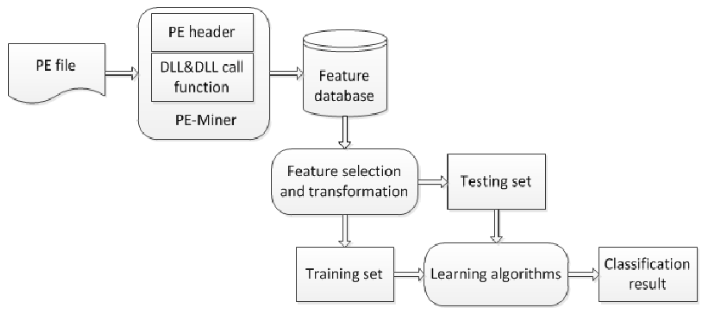 PE file
PE header
DLL&DLL call
function
PE-Miner
Feature
database
Feature selection
and transformation
Testing set
Training set
Learning algorithms
Classification
result